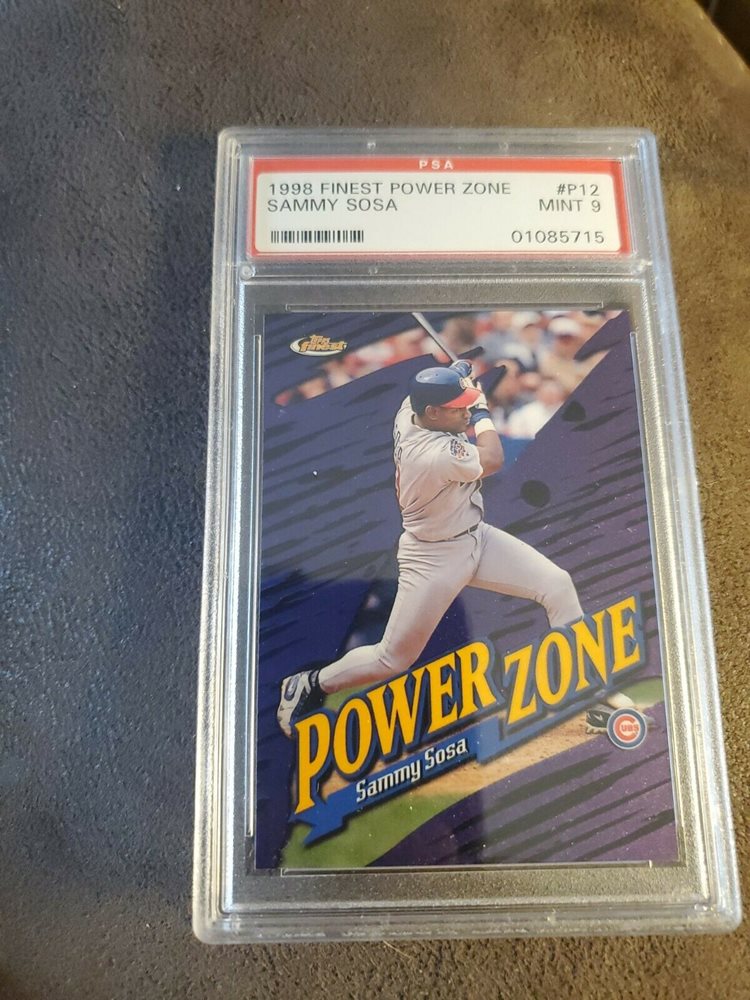 PSA
1998 FINEST POWER ZONE #P12
SAMMY SOSA MINT 9
01085715
Topps
Finest
POWER ZONE
Sammy Sosa
CUBS